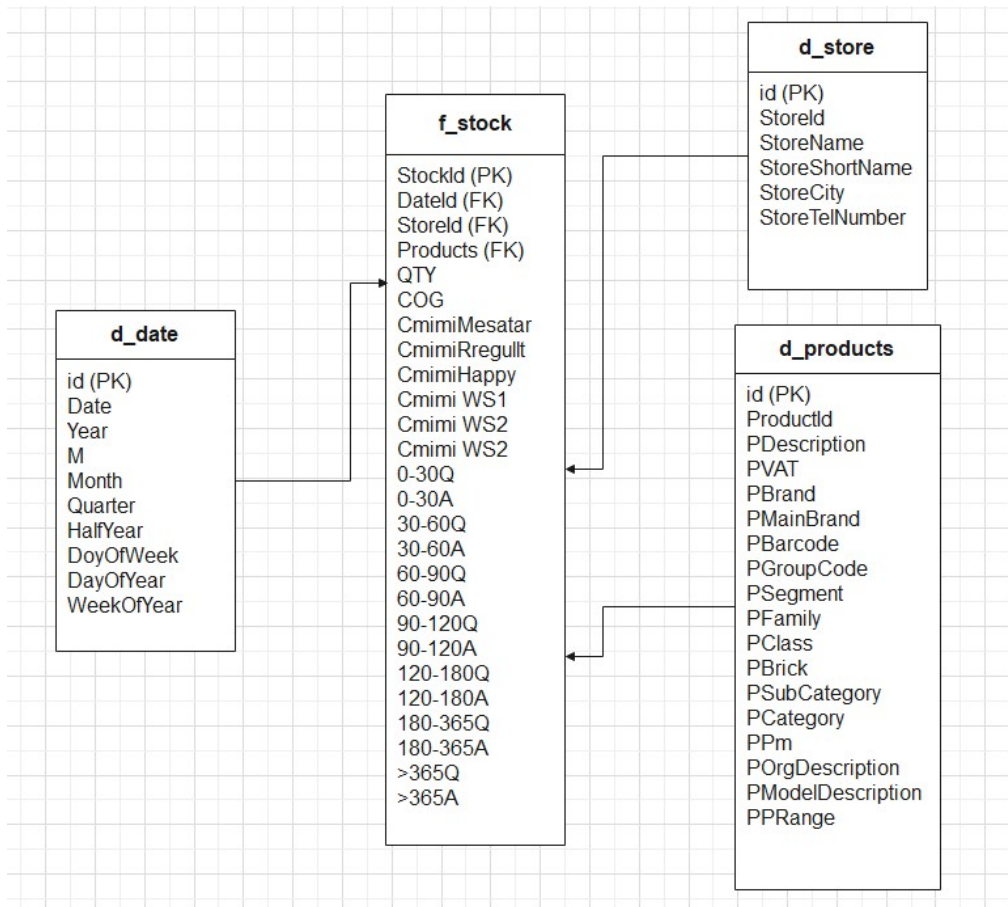 d_store
id (PK)
StoreId
StoreName
StoreShortName
StoreCity
StoreTelNumber
f_stock
StockId (PK)
DateId (FK)
StoreId (FK)
Products (FK)
QTY
COG
CmimiMesatar
CmimiRregullt
CmimiHappy
Cmimi WS1
Cmimi WS2
Cmimi WS2
0-30Q
0-30A
30-60Q
30-60A
60-90Q
60-90A
90-120Q
90-120A
120-180Q
120-180A
180-365Q
180-365A
>365Q
>365A
d_date
id (PK)
Date
Year
M
Month
Quarter
HalfYear
DoyOfWeek
DayOfYear
WeekOfYear
d_products
id (PK)
ProductId
PDescription
PVAT
PBrand
PMainBrand
PBarcode
PGroupCode
PSegment
PFamily
PClass
PBrick
PSubCategory
PCategory
PPm
POrgDescription
PModelDescription
PPRange